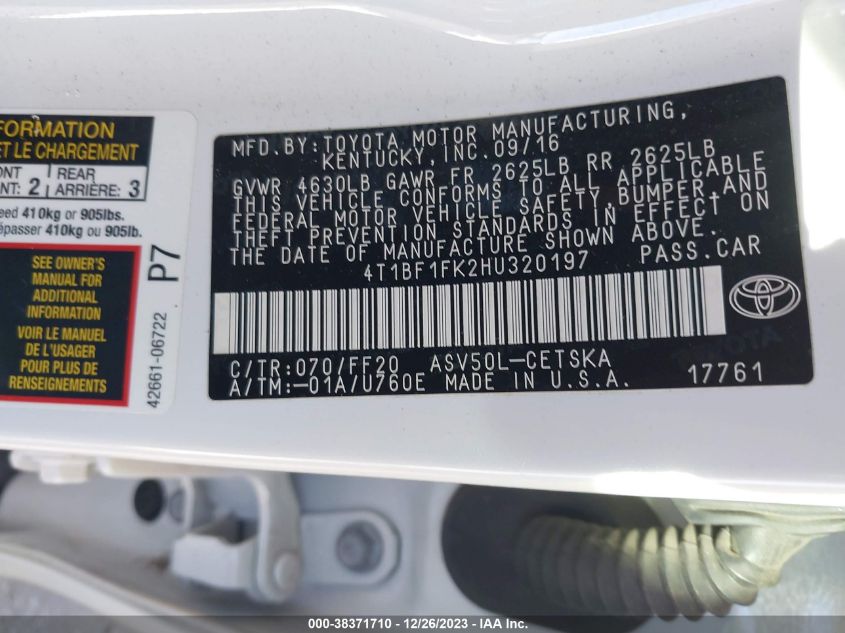 FORMATION
ET LE CHARGEMENT
ONT
NT: 2
REAR
ARRIÈRE: 3
eed 410kg or 905lbs.
épasser 410kg ou 905lb.
SEE OWNER'S
MANUAL FOR
ADDITIONAL
INFORMATION
VOIR LE MANUEL
DE L'USAGER
POUR PLUS DE
RENSEIGNEMENTS
P7
42661-06722
MFD.BY:TOYOTA MOTOR MANUFACTURING,
KENTUCKY,INC.09/16
GVWR 4630LB GAWR FR 2625LB RR 2625LB
THIS VEHICLE CONFORMS TO ALL APPLICABLE
FEDERAL MOTOR VEHICLE SAFETY,BUMPER,AND
THEFT PREVENTION STANDARDS IN EFFECT ON
THE DATE OF MANUFACTURE SHOWN ABOVE.
4T1BF1FK2HU320197 PASS.CAR
C/TR:070/FF20 ASV50L-CETSKA
A/TM:-01A/U760E MADE IN U.S.A. 17761
TOYOTA
000-38371710 - 12/26/2023 - IAA Inc.